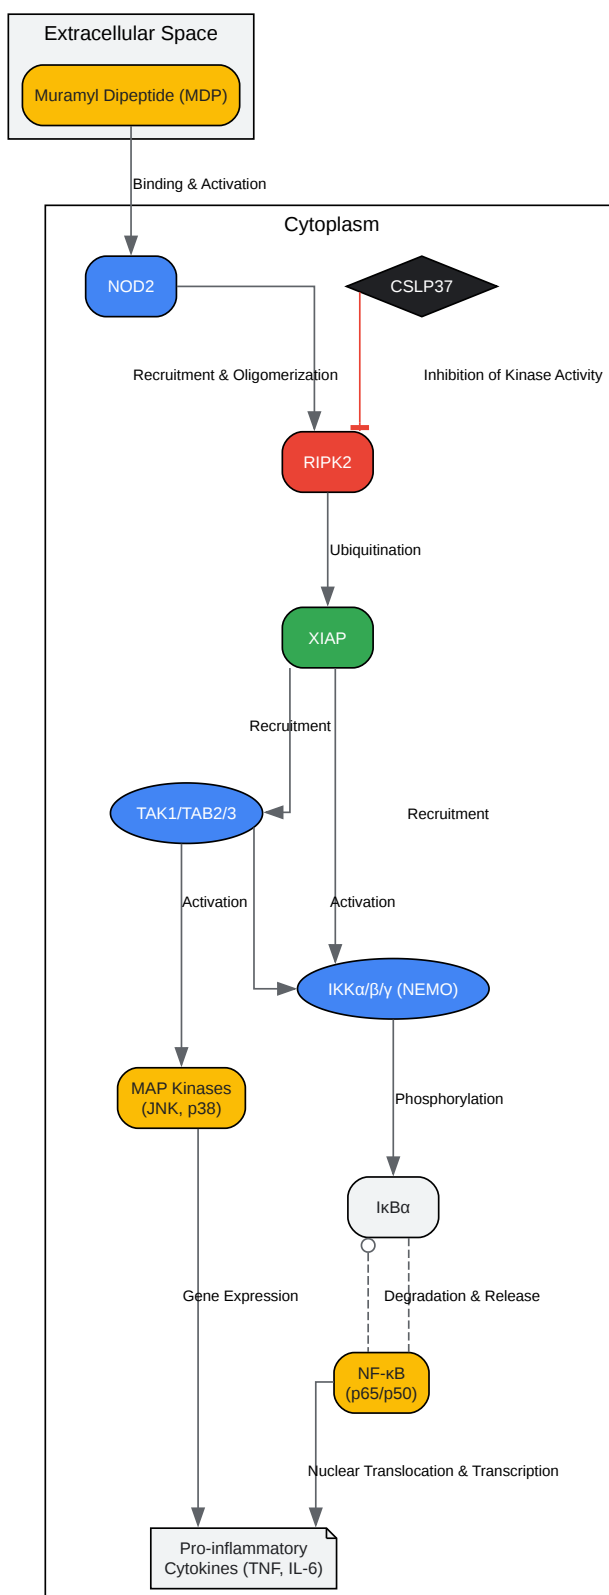 Extracellular Space
Muramyl Dipeptide (MDP)
Binding & Activation
Cytoplasm
NOD2
CSLP37
Recruitment & Oligomerization
Inhibition of Kinase Activity
RIPK2
Ubiquitination
XIAP
Recruitment
TAK1/TAB2/3
Recruitment
Activation
Activation
IKKα/β/γ (NEMO)
MAP Kinases
(JNK, p38)
Phosphorylation
IκBα
Gene Expression
Degradation & Release
NF-κB
(p65/p50)
Nuclear Translocation & Transcription
Pro-inflammatory
Cytokines (TNF, IL-6)